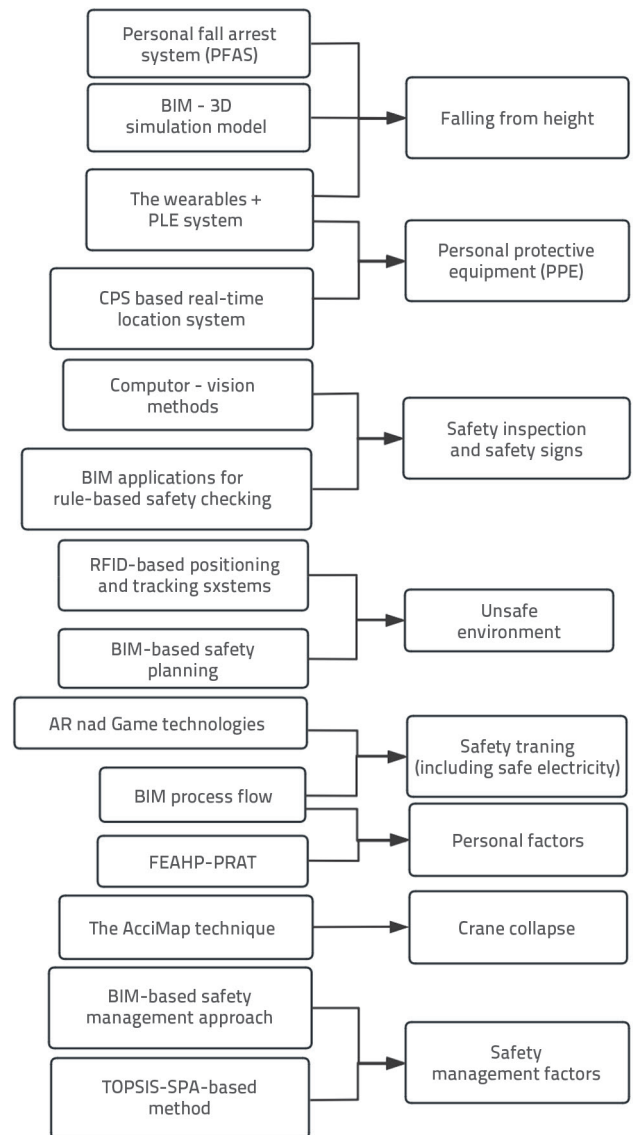 Personal fall arrest
system (PFAS)
BIM - 3D
simulation model
Falling from height
The wearables +
PLE system
Personal protective
equipment (PPE)
CPS based real-time
location system
Computor - vision
methods
Safety inspection
and safety signs
BIM applications for
rule-based safety checking
RFID-based positioning
and tracking sxstems
Unsafe
environment
BIM-based safety
planning
AR nad Game technologies
Safety traning
(including safe electricity)
BIM process flow
Personal factors
FEAHP-PRAT
The AcciMap technique
Crane collapse
BIM-based safety
management approach
Safety
management factors
TOPSIS-SPA-based
method